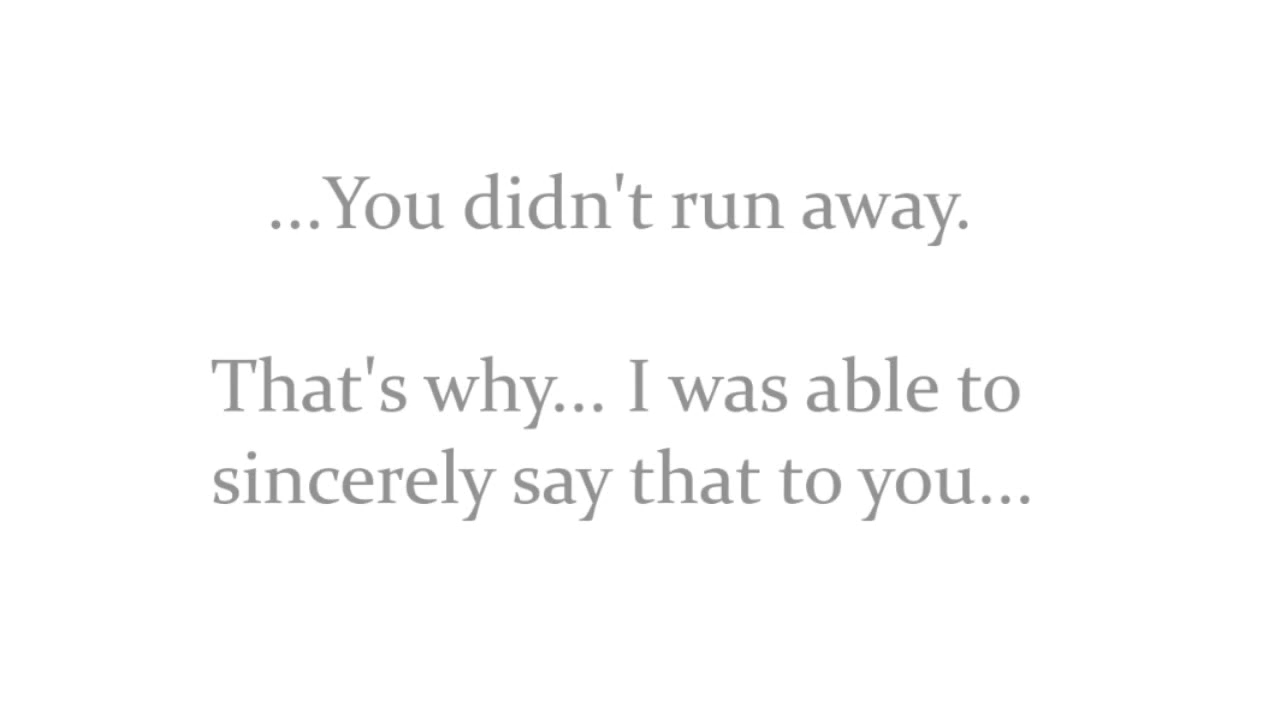 ...You didn't run away.
That's why... I was able to
sincerely say that to you...